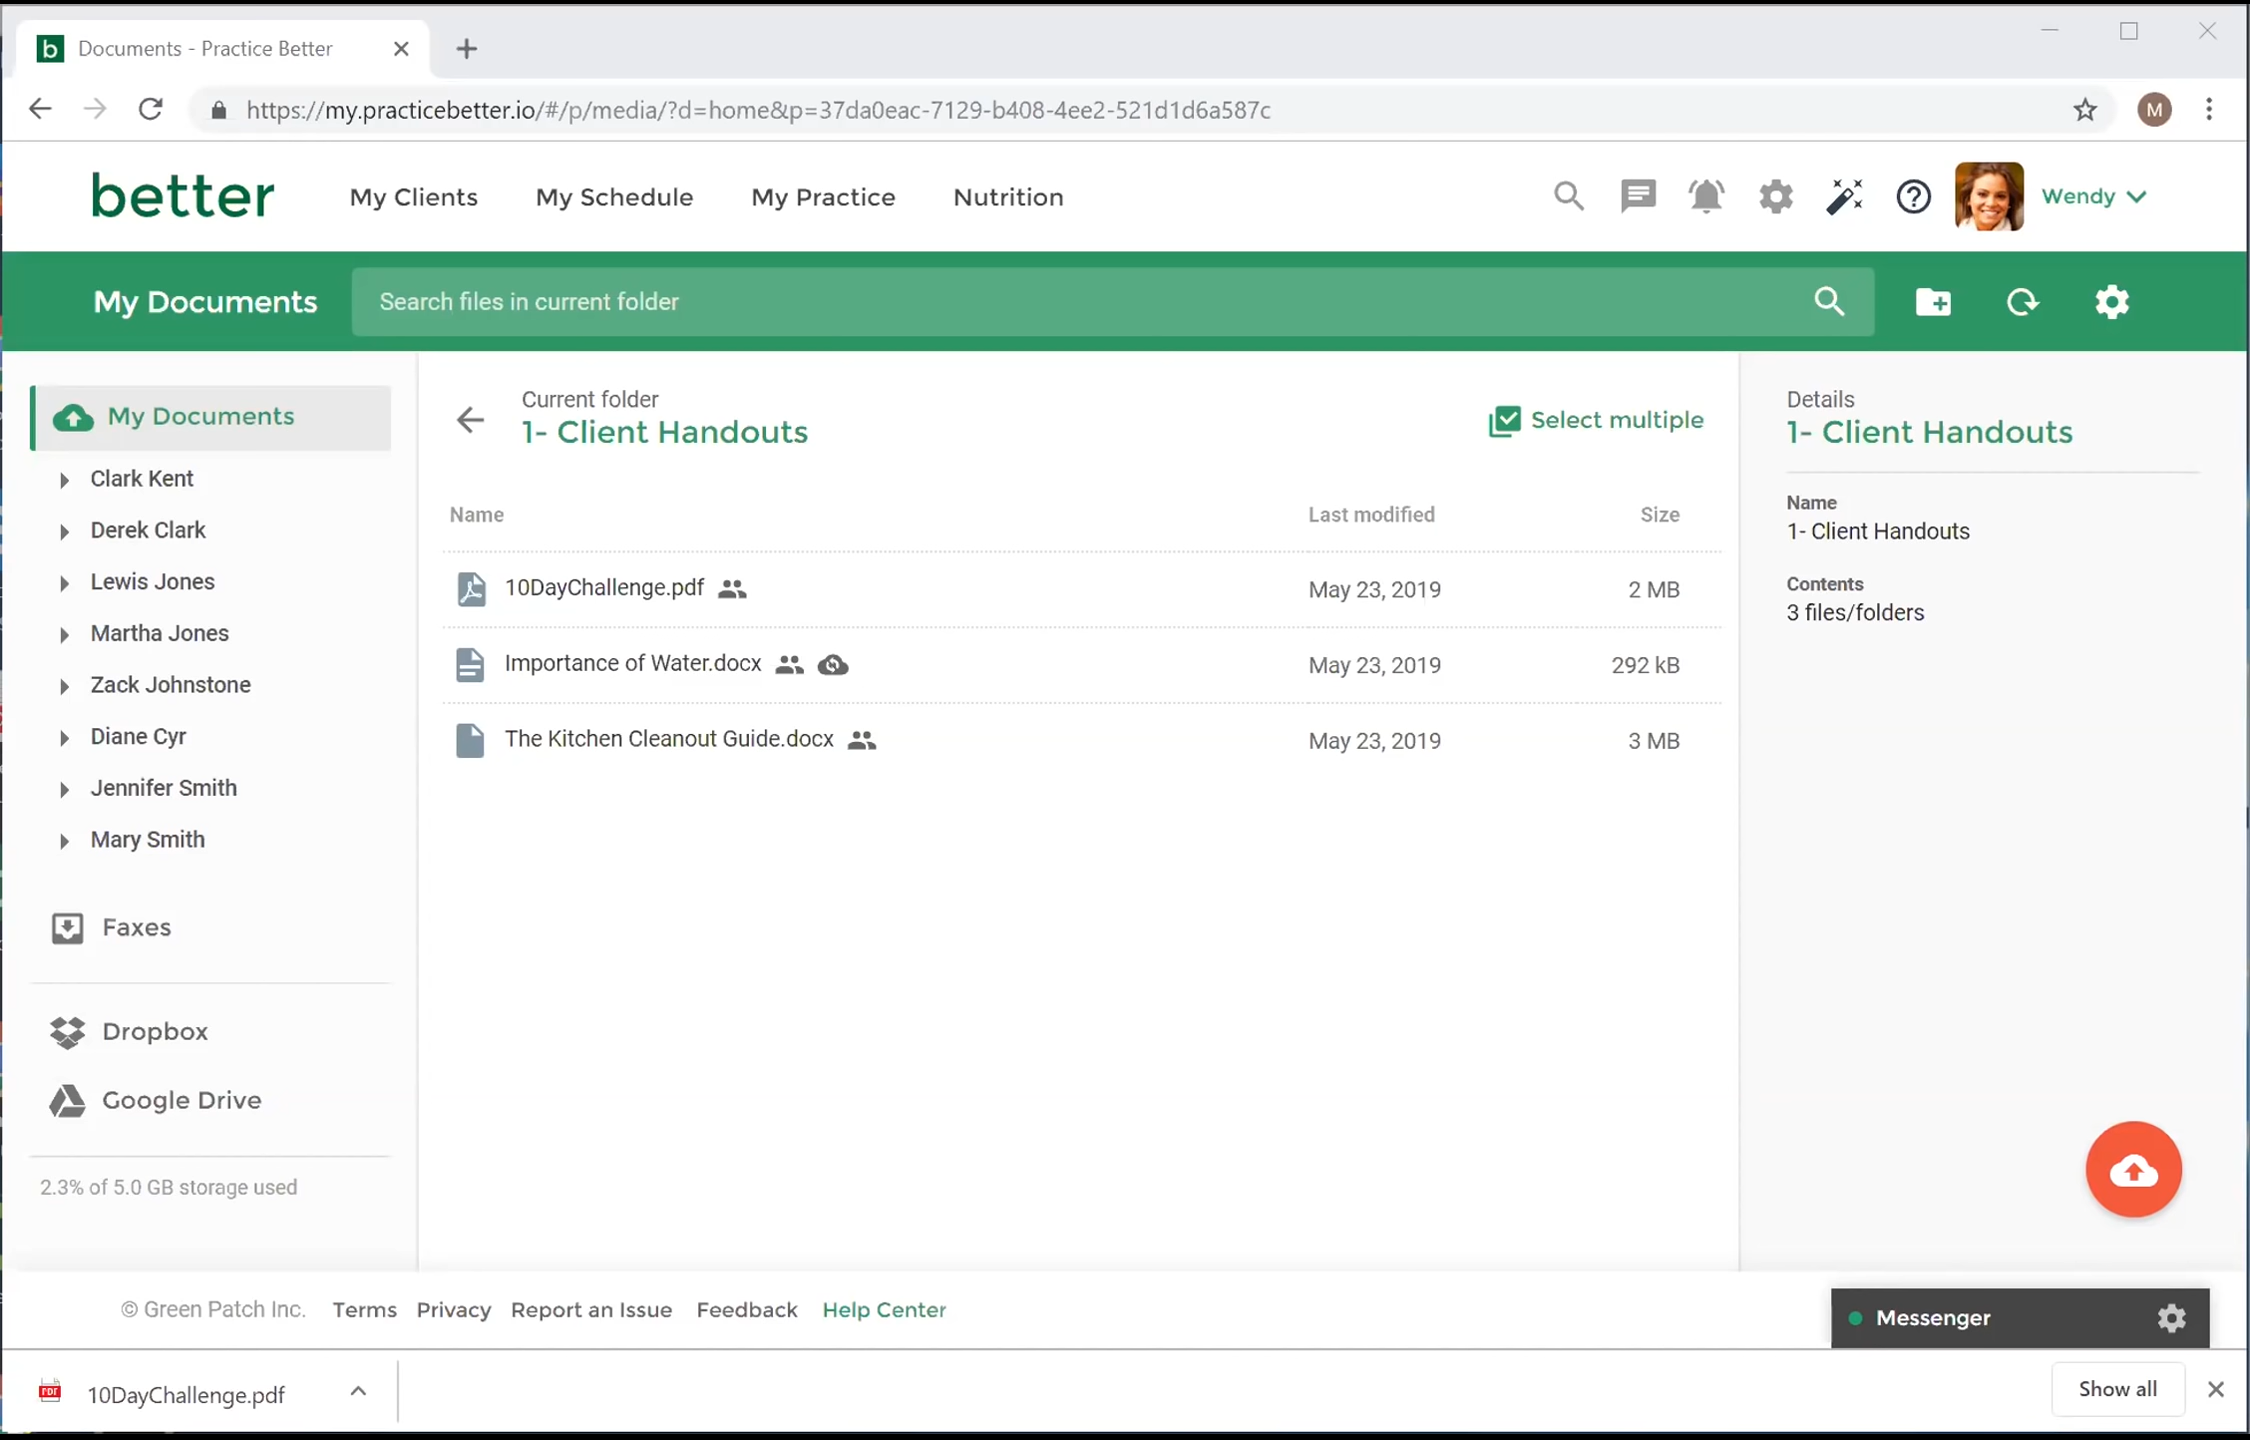 Documents - Practice Better
https://my.practicebetter.io/#/p/media/?d=home&p=37da0eac-7129-b408-4ee2-521d1d6a587c
M
better My Clients My Schedule My Practice Nutrition Wendy
My Documents Search files in current folder
My Documents
Clark Kent
Derek Clark
Lewis Jones
Martha Jones
Zack Johnstone
Diane Cyr
Jennifer Smith
Mary Smith
Faxes
Dropbox
Google Drive
2.3% of 5.0 GB storage used
Current folder
1- Client Handouts
Select multiple
Name Last modified Size
10DayChallenge.pdf May 23, 2019 2 MB
Importance of Water.docx May 23, 2019 292 kB
The Kitchen Cleanout Guide.docx May 23, 2019 3 MB
Details
1- Client Handouts
Name
1- Client Handouts
Contents
3 files/folders
© Green Patch Inc. Terms Privacy Report an Issue Feedback Help Center
Messenger
PDF 10DayChallenge.pdf
Show all